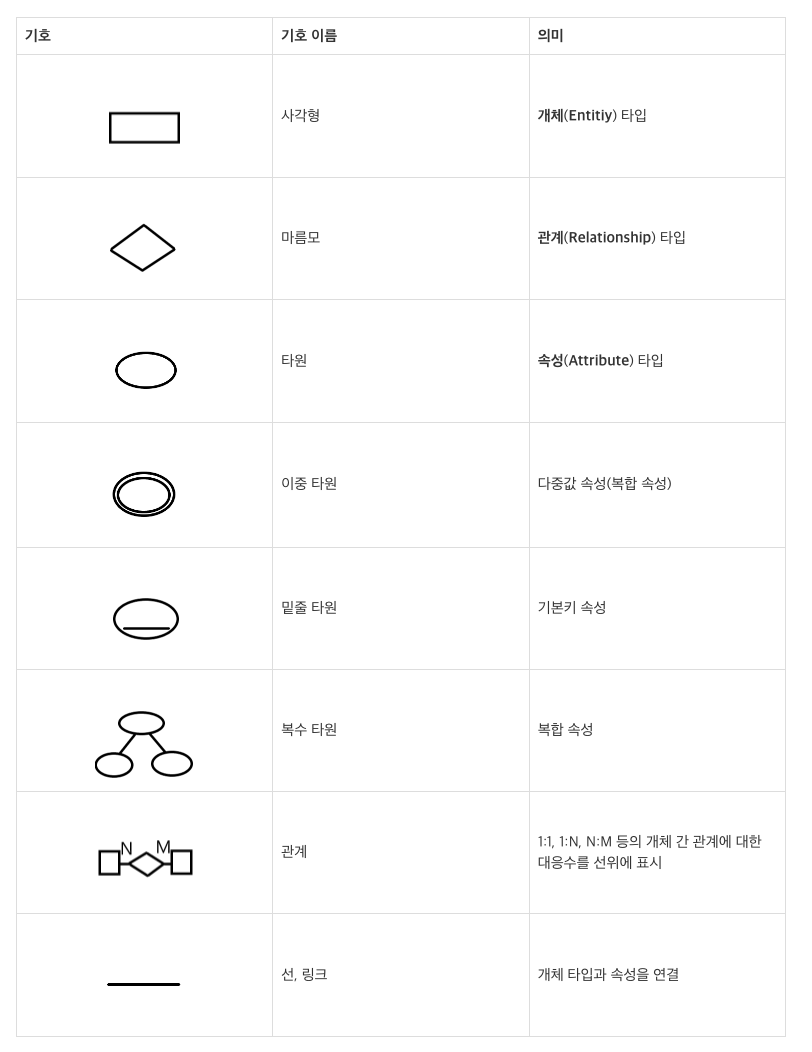 기호
기호 이름
의미
사각형
개체(Entitiy) 타입
마름모
관계(Relationship) 타입
타원
속성(Attribute) 타입
이중 타원
다중값 속성(복합 속성)
밑줄 타원
기본키 속성
복수 타원
복합 속성
N
M
관계
1:1, 1:N, N:M 등의 개체 간 관계에 대한
대응수를 선위에 표시
선, 링크
개체 타입과 속성을 연결